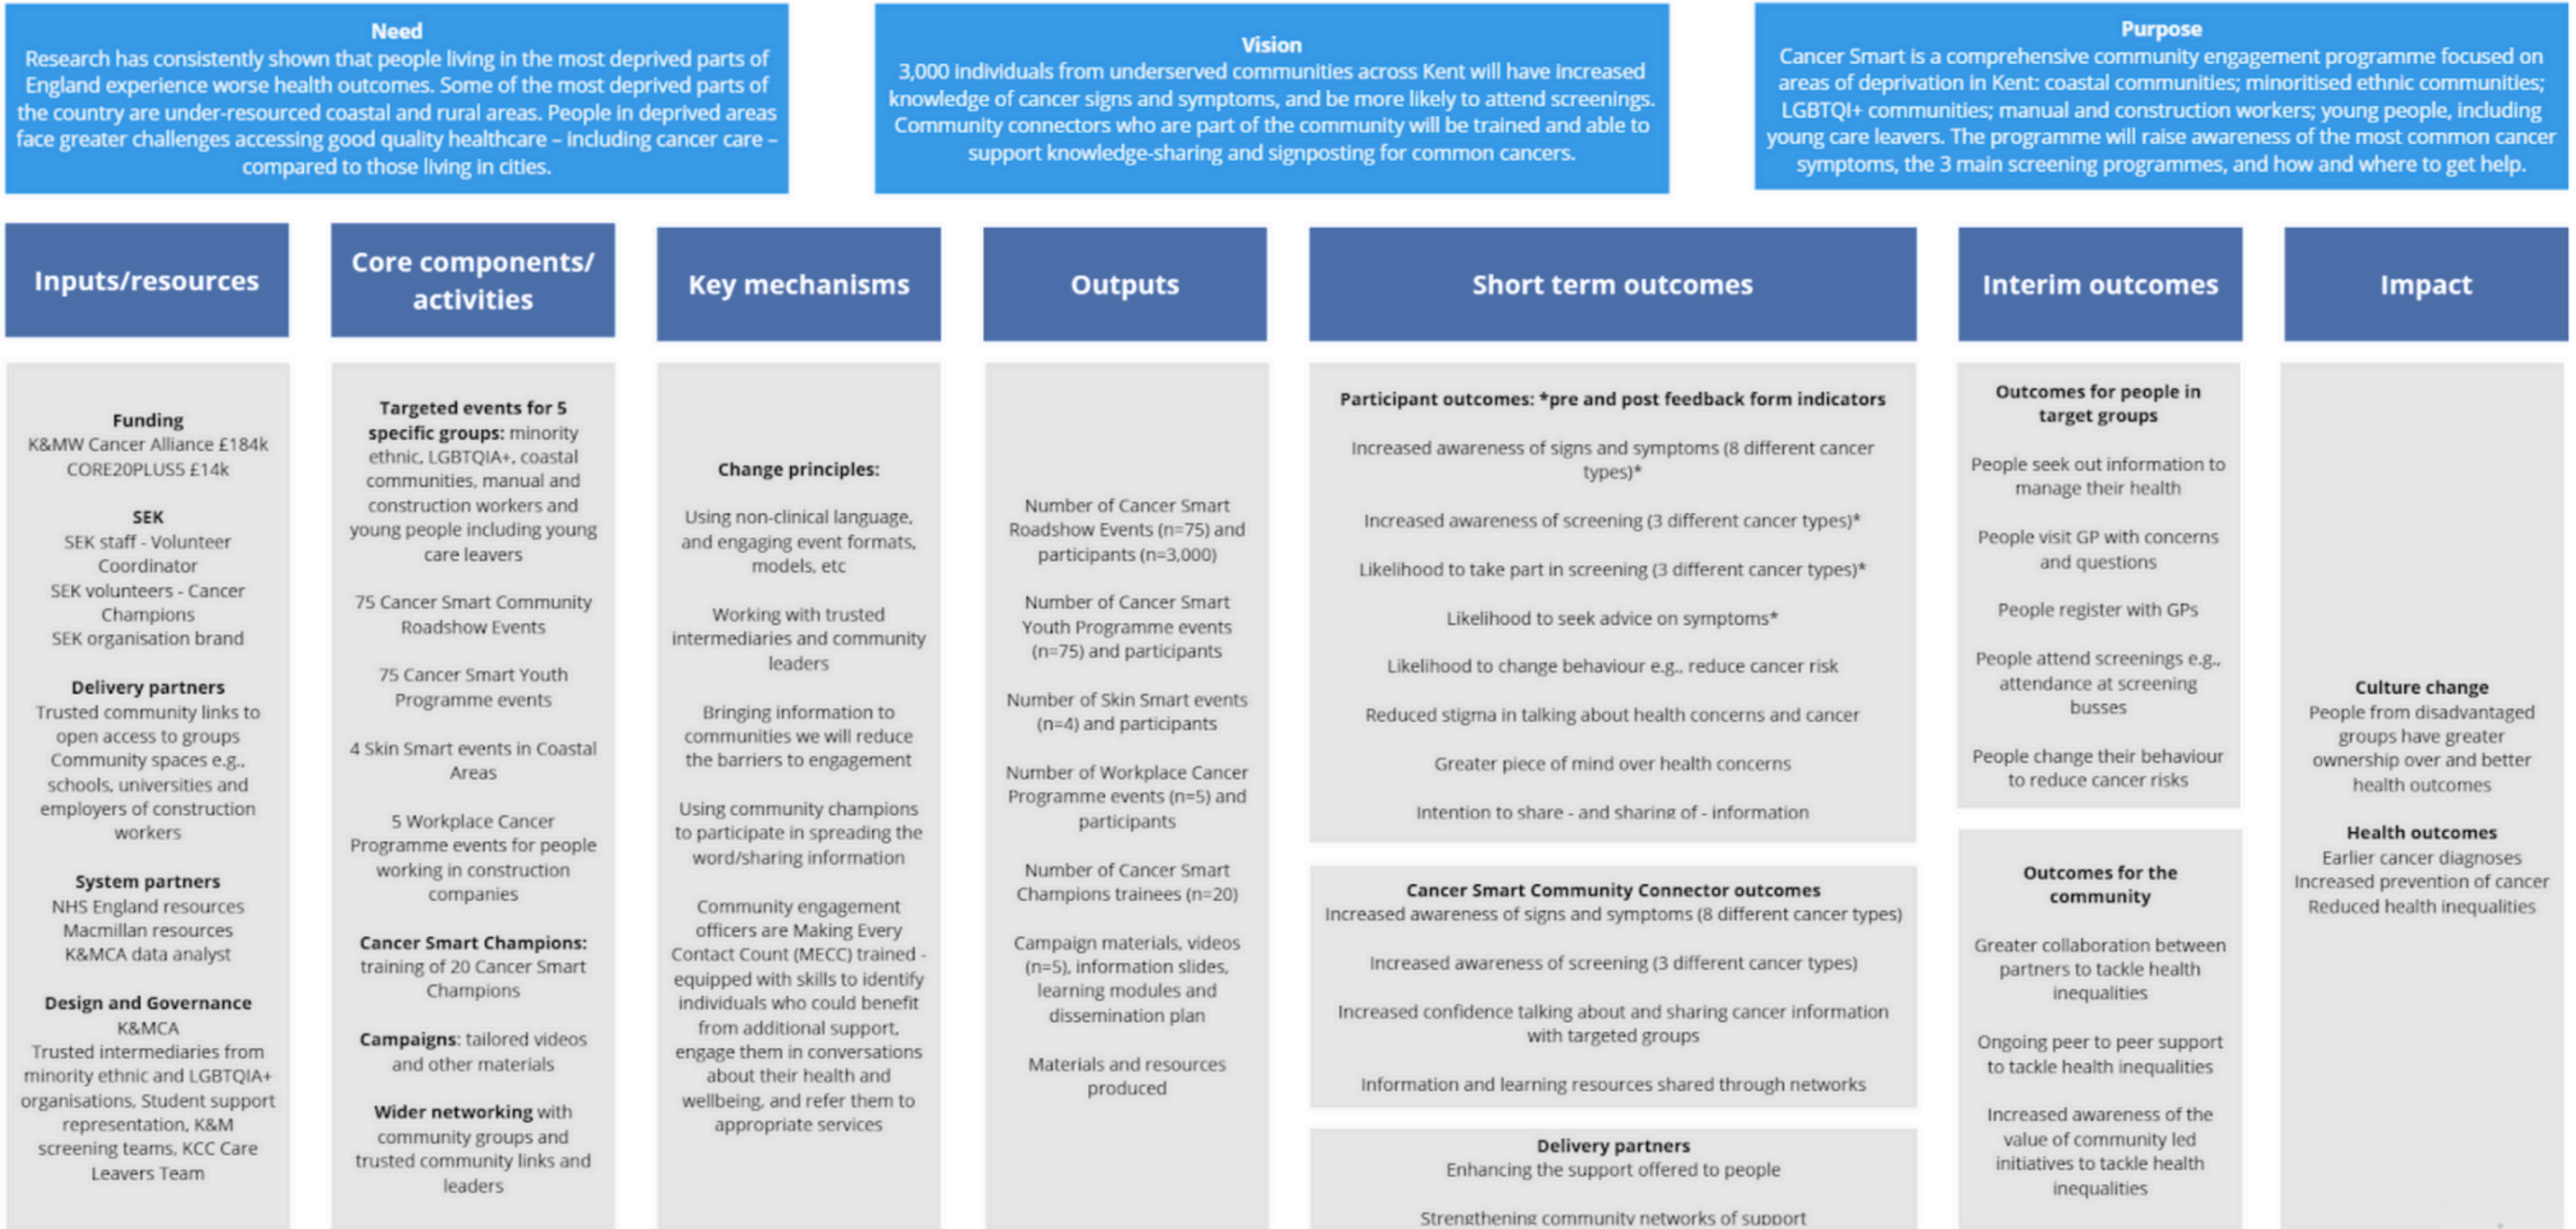 Need
Research has consistently shown that people living in the most deprived parts of
England experience worse health outcomes. Some of the most deprived parts of
the country are under-resourced coastal and rural areas. People in deprived areas
face greater challenges accessing good quality healthcare – including cancer care –
compared to those living in cities.
Vision
3,000 individuals from underserved communities across Kent will have increased
knowledge of cancer signs and symptoms, and be more likely to attend screenings.
Community connectors who are part of the community will be trained and able to
support knowledge-sharing and signposting for common cancers.
Purpose
Cancer Smart is a comprehensive community engagement programme focused on
areas of deprivation in Kent: coastal communities; minoritised ethnic communities;
LGBTQI+ communities; manual and construction workers; young people, including
young care leavers. The programme will raise awareness of the most common cancer
symptoms, the 3 main screening programmes, and how and where to get help.
Inputs/resources
Funding
K&MW Cancer Alliance £184k
CORE20PLUS5 £14k
SEK
SEK staff - Volunteer
Coordinator
SEK volunteers - Cancer
Champions
SEK organisation brand
Delivery partners
Trusted community links to
open access to groups
Community spaces e.g.,
schools, universities and
employers of construction
workers
System partners
NHS England resources
Macmillan resources
K&MCA data analyst
Design and Governance
K&MCA
Trusted intermediaries from
minority ethnic and LGBTQIA+
organisations, Student support
representation, K&M
screening teams, KCC Care
Leavers Team
Core components/
activities
Targeted events for 5
specific groups: minority
ethnic, LGBTQIA+, coastal
communities, manual and
construction workers and
young people including young
care leavers
75 Cancer Smart Community
Roadshow Events
75 Cancer Smart Youth
Programme events
4 Skin Smart events in Coastal
Areas
5 Workplace Cancer
Programme events for people
working in construction
companies
Cancer Smart Champions:
training of 20 Cancer Smart
Champions
Campaigns: tailored videos
and other materials
Wider networking with
community groups and
trusted community links and
leaders
Key mechanisms
Change principles:
Using non-clinical language,
and engaging event formats,
models, etc
Working with trusted
intermediaries and community
leaders
Bringing information to
communities we will reduce
the barriers to engagement
Using community champions
to participate in spreading the
word/sharing information
Community engagement
officers are Making Every
Contact Count (MECC) trained -
equipped with skills to identify
individuals who could benefit
from additional support,
engage them in conversations
about their health and
wellbeing, and refer them to
appropriate services
Outputs
Number of Cancer Smart
Roadshow Events (n=75) and
participants (n=3,000)
Number of Cancer Smart
Youth Programme events
(n=75) and participants
Number of Skin Smart events
(n=4) and participants
Number of Workplace Cancer
Programme events (n=5) and
participants
Number of Cancer Smart
Champions trainees (n=20)
Campaign materials, videos
(n=5), information slides,
learning modules and
dissemination plan
Materials and resources
produced
Short term outcomes
Participant outcomes: *pre and post feedback form indicators
Increased awareness of signs and symptoms (8 different cancer
types)*
Increased awareness of screening (3 different cancer types)*
Likelihood to take part in screening (3 different cancer types)*
Likelihood to seek advice on symptoms*
Likelihood to change behaviour e.g., reduce cancer risk
Reduced stigma in talking about health concerns and cancer
Greater piece of mind over health concerns
Intention to share - and sharing of - information
Cancer Smart Community Connector outcomes
Increased awareness of signs and symptoms (8 different cancer types)
Increased awareness of screening (3 different cancer types)
Increased confidence talking about and sharing cancer information
with targeted groups
Information and learning resources shared through networks
Delivery partners
Enhancing the support offered to people
Strengthening community networks of support
Interim outcomes
Outcomes for people in
target groups
People seek out information to
manage their health
People visit GP with concerns
and questions
People register with GPs
People attend screenings e.g.,
attendance at screening
busses
People change their behaviour
to reduce cancer risks
Outcomes for the
community
Greater collaboration between
partners to tackle health
inequalities
Ongoing peer to peer support
to tackle health inequalities
Increased awareness of the
value of community led
initiatives to tackle health
inequalities
Impact
Culture change
People from disadvantaged
groups have greater
ownership over and better
health outcomes
Health outcomes
Earlier cancer diagnoses
Increased prevention of cancer
Reduced health inequalities